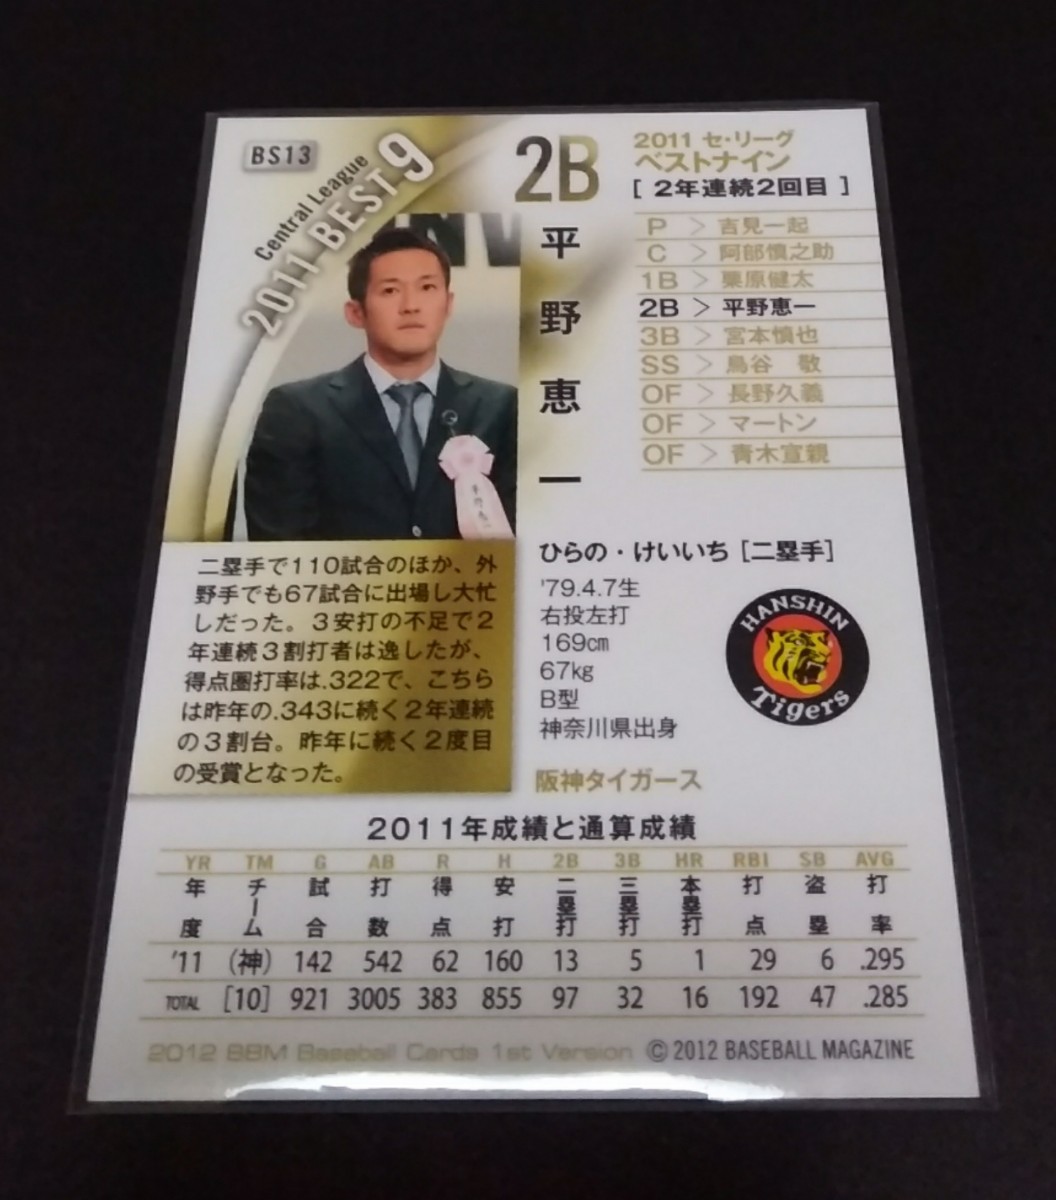 BS13
Central League
2011 BEST 9
2B
平野恵一
2011 セ・リーグ
ベストナイン
[ 2年連続2回目 ]
P > 吉見一起
C > 阿部慎之助
1B > 栗原健太
2B > 平野恵一
3B > 宮本慎也
SS > 鳥谷 敬
OF > 長野久義
OF > マートン
OF > 青木宣親
二塁手で110試合のほか、外
野手でも67試合に出場し大忙
しだった。3安打の不足で2
年連続3割打者は逸したが、
得点圏打率は.322で、こちら
は昨年の.343に続く2年連続
の3割台。昨年に続く2度目
の受賞となった。
ひらの・けいいち [二塁手]
'79.4.7生
右投左打
169cm
67kg
B型
神奈川県出身
HANSHIN
Tigers
阪神タイガース
2011年成績と通算成績
YR TM G AB R H 2B 3B HR RBI SB AVG
年度 チーム 試合 打数 得点 安打 二塁打 三塁打 本塁打 打点 盗塁 打率
'11 (神) 142 542 62 160 13 5 1 29 6 .295
TOTAL [10] 921 3005 383 855 97 32 16 192 47 .285
2012 BBM Baseball Cards 1st Version © 2012 BASEBALL MAGAZINE